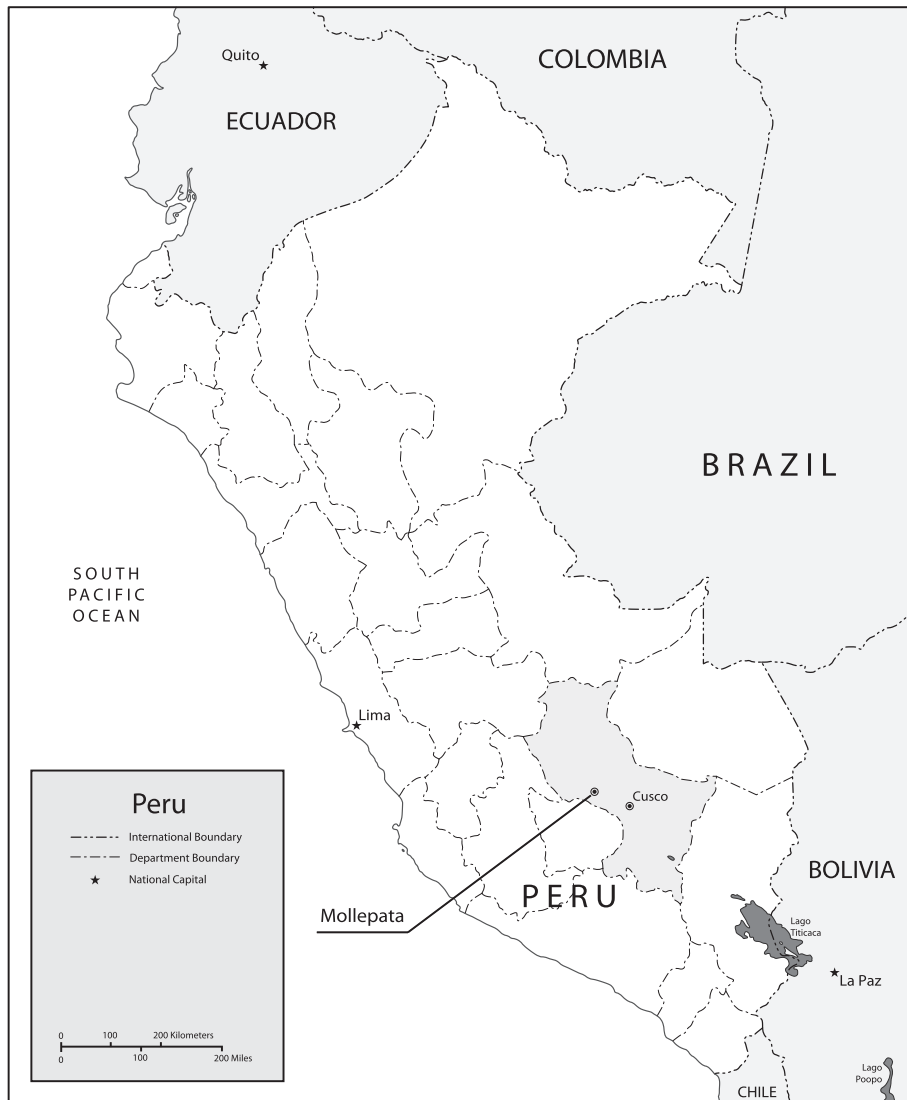 Quito
COLOMBIA
ECUADOR
BRAZIL
SOUTH
PACIFIC
OCEAN
Lima
Cusco
Mollepata
PERU
BOLIVIA
Lago
Titicaca
La Paz
Lago
Poopo
CHILE
Peru
International Boundary
Department Boundary
National Capital
0 100 200 Kilometers
0 100 200 Miles